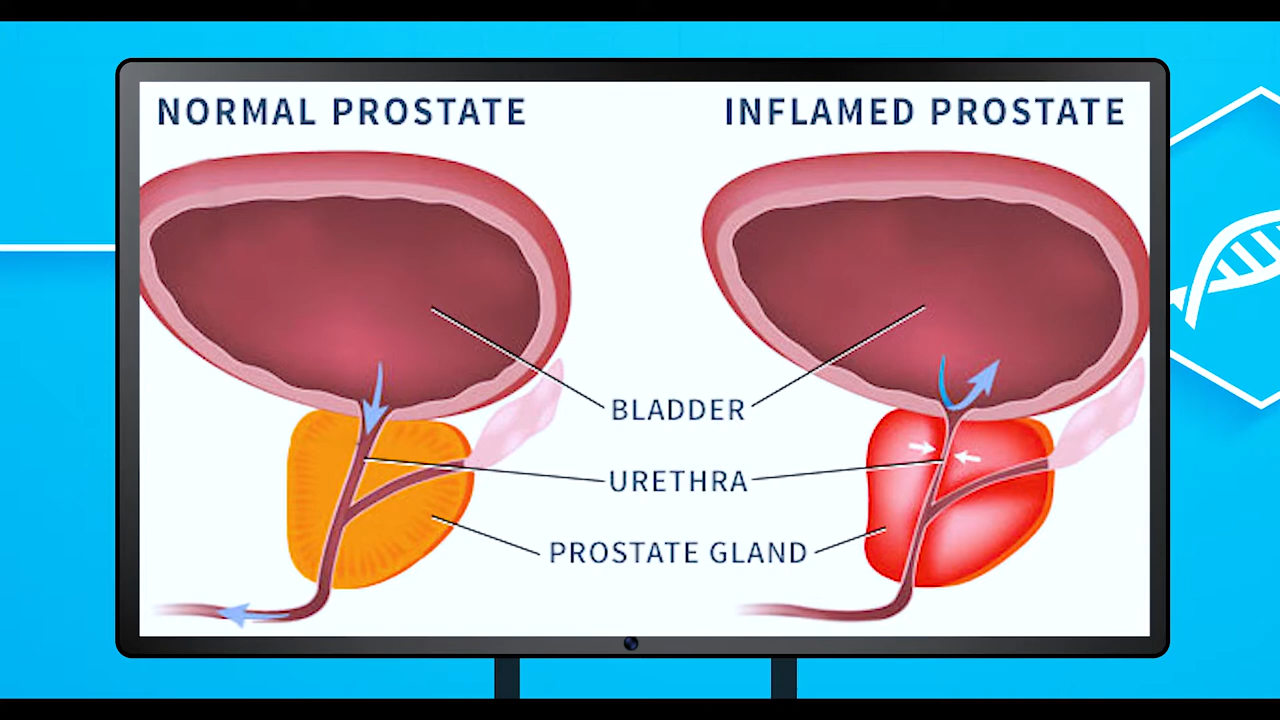 NORMAL PROSTATE
INFLAMED PROSTATE
BLADDER
URETHRA
PROSTATE GLAND